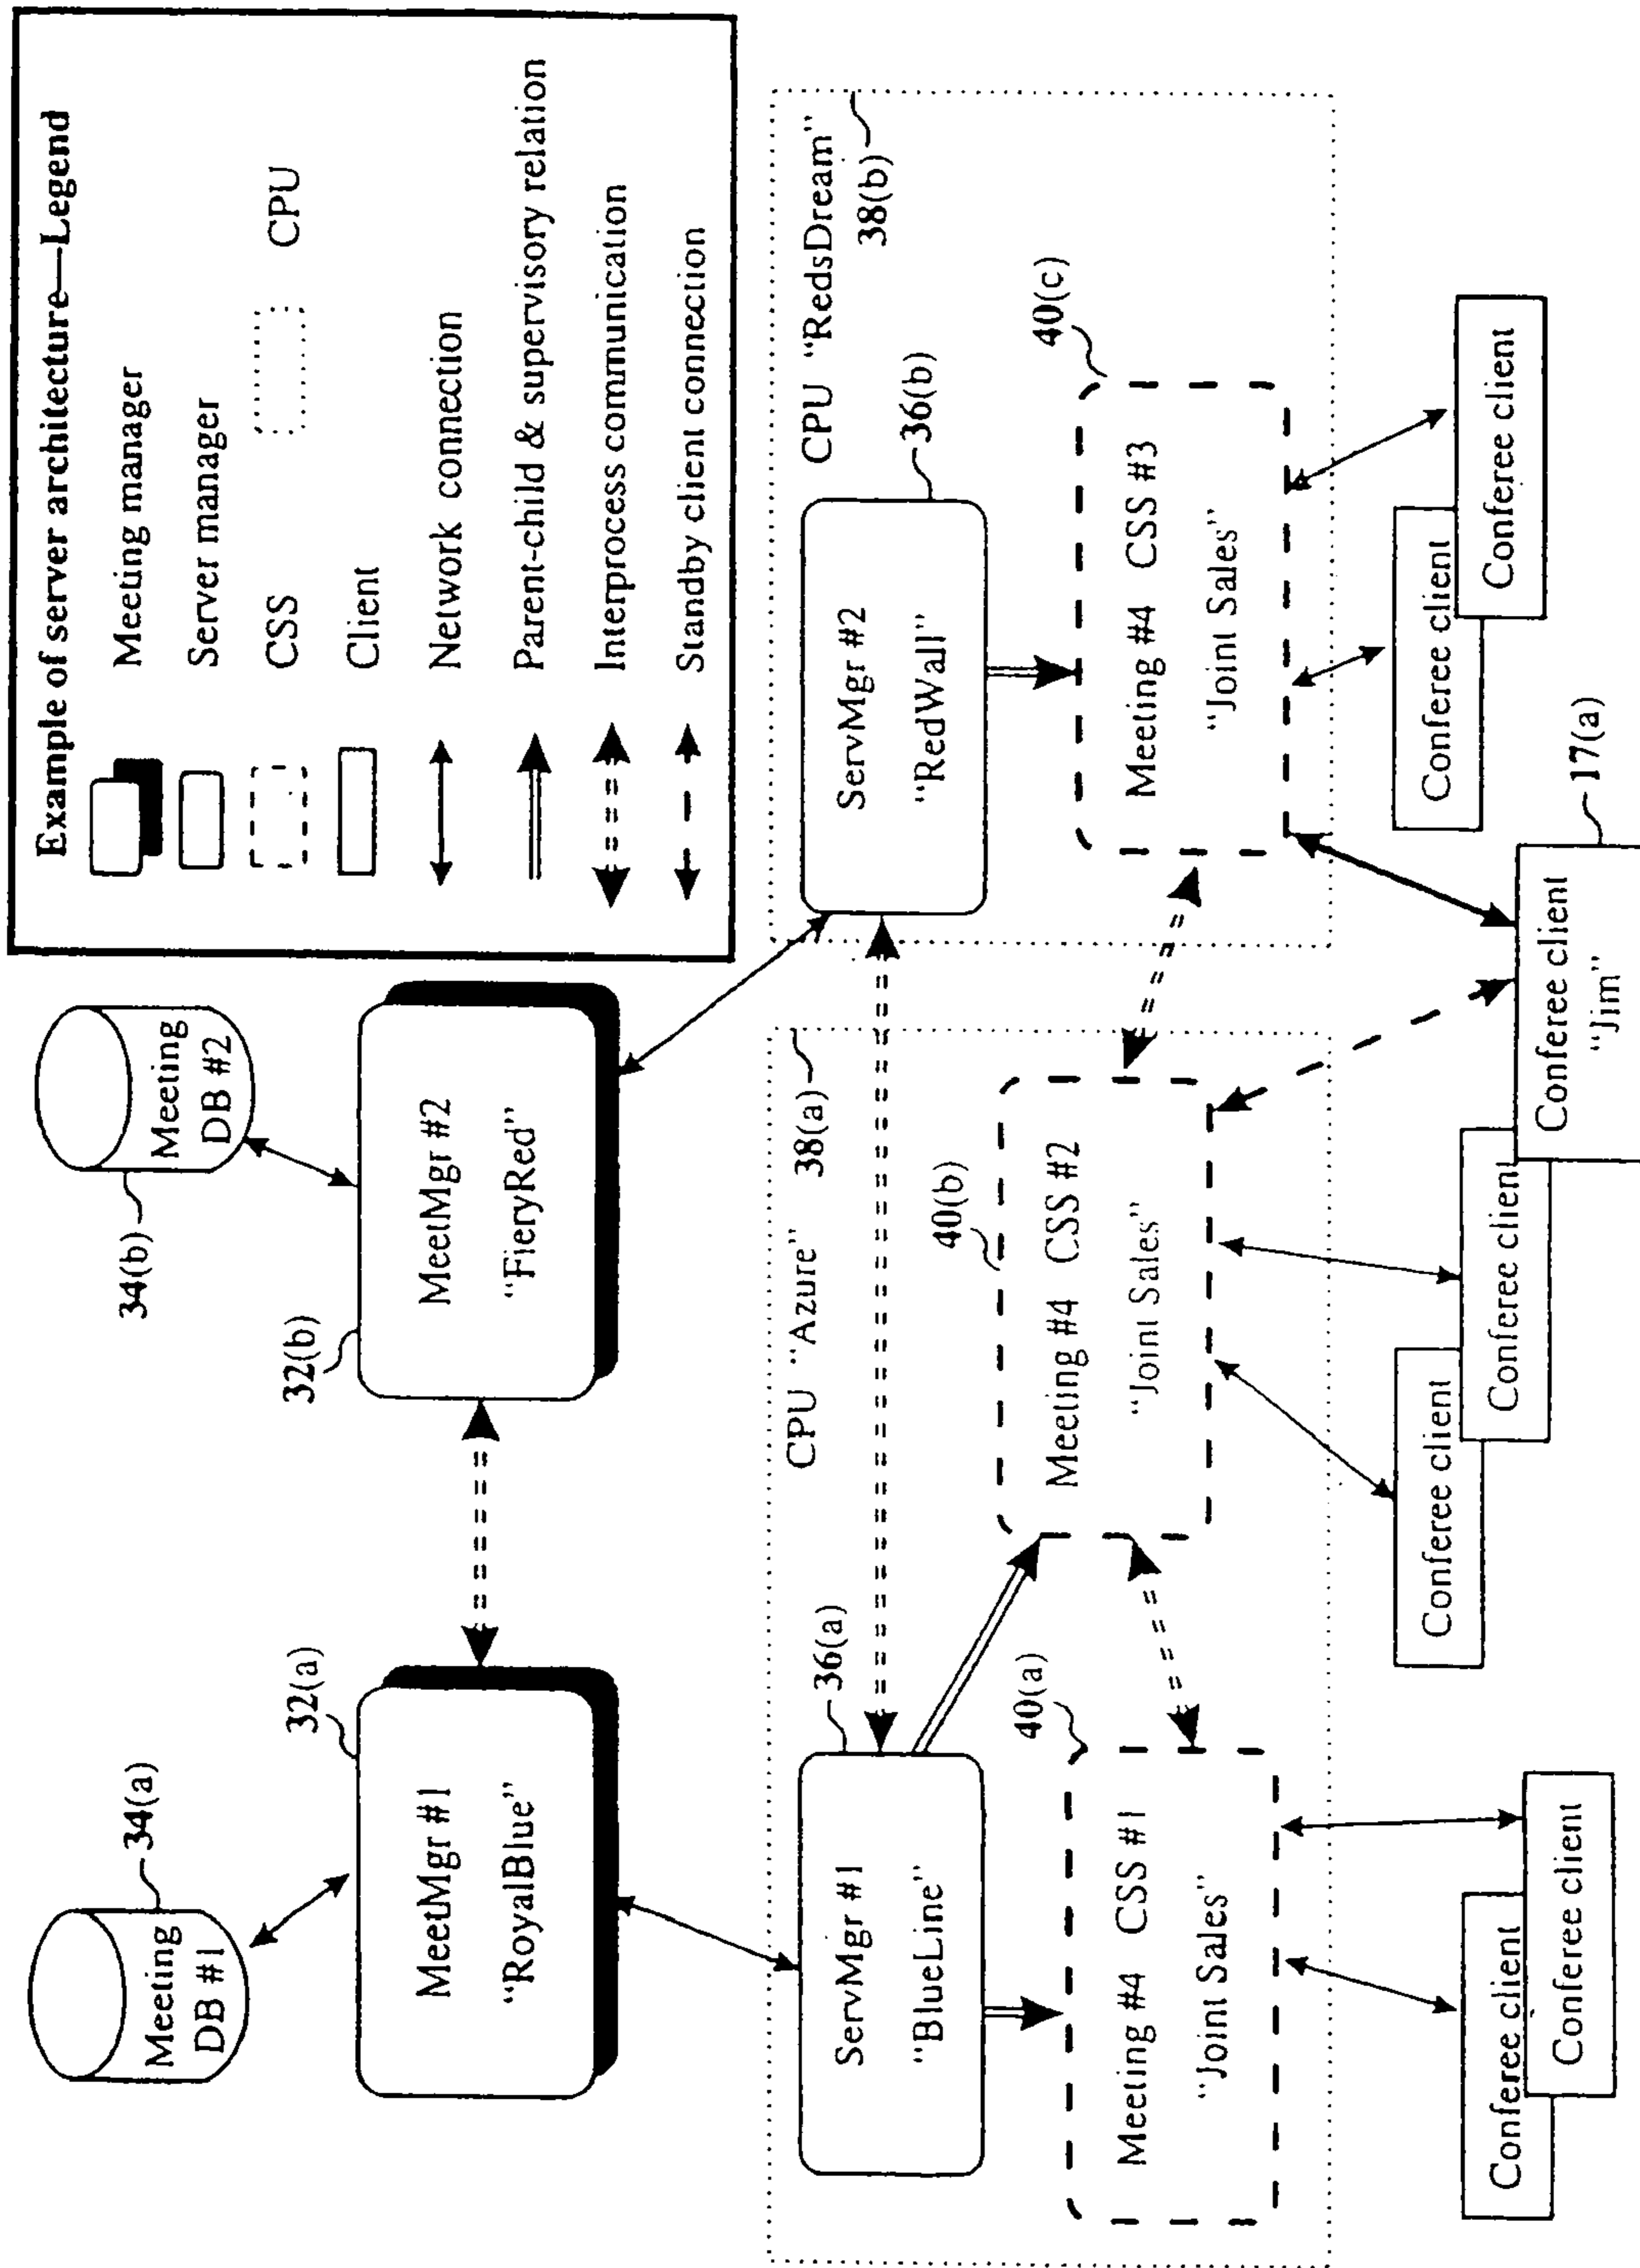 Example of server architecture—Legend
Meeting manager
Server manager
CSS
CPU
Client
Network connection
Parent-child & supervisory relation
Interprocess communication
Standby client connection
34(a)
Meeting
DB #1
34(b)
Meeting
DB #2
32(a)
MeetMgr #1
"RoyalBlue"
32(b)
MeetMgr #2
"FieryRed"
CPU "Azure"
38(a)
CPU "RedsDream"
38(b)
36(a)
ServMgr #1
"BlueLine"
36(b)
ServMgr #2
"RedWall"
40(a)
Meeting #4 CSS #1
"Joint Sales"
40(b)
Meeting #4 CSS #2
"Joint Sales"
40(c)
Meeting #4 CSS #3
"Joint Sales"
Conferee client
Conferee client
Conferee client
Conferee client
Conferee client
"Jim"
17(a)
Conferee client
Conferee client